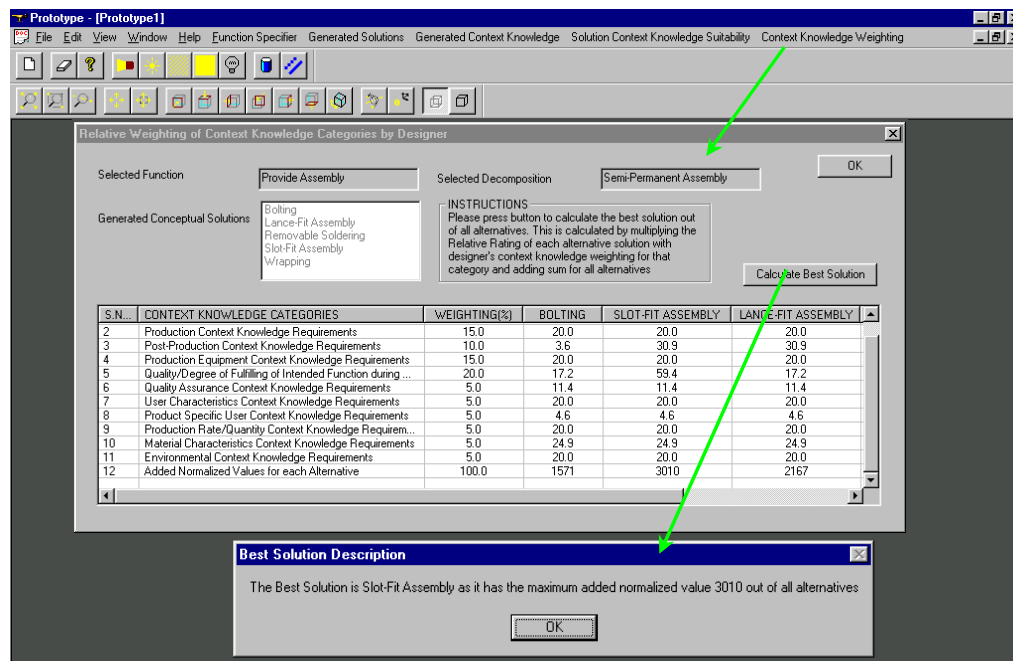 Prototype - [Prototype1]
File Edit View Window Help Function Specifier Generated Solutions Generated Context Knowledge Solution Context Knowledge Suitability Context Knowledge Weighting
Relative Weighting of Context Knowledge Categories by Designer
OK
Selected Function Provide Assembly Selected Decomposition Semi-Permanent Assembly
Generated Conceptual Solutions
Bolting
Lance-Fit Assembly
Removable Soldering
Slot-Fit Assembly
Wrapping
INSTRUCTIONS
Please press button to calculate the best solution out
of all alternatives. This is calculated by multiplying the
Relative Rating of each alternative solution with
designer's context knowledge weighting for that
category and adding sum for all alternatives
Calculate Best Solution
S.N... CONTEXT KNOWLEDGE CATEGORIES WEIGHTING(%) BOLTING SLOT-FIT ASSEMBLY LANCE-FIT ASSEMBLY
2 Production Context Knowledge Requirements 15.0 20.0 20.0 20.0
3 Post-Production Context Knowledge Requirements 10.0 3.6 30.9 30.9
4 Production Equipment Context Knowledge Requirements 15.0 20.0 20.0 20.0
5 Quality/Degree of Fulfilling of Intended Function during ... 20.0 17.2 59.4 17.2
6 Quality Assurance Context Knowledge Requirements 5.0 11.4 11.4 11.4
7 User Characteristics Context Knowledge Requirements 5.0 20.0 20.0 20.0
8 Product Specific User Context Knowledge Requirements 5.0 4.6 4.6 4.6
9 Production Rate/Quantity Context Knowledge Requirem... 5.0 20.0 20.0 20.0
10 Material Characteristics Context Knowledge Requirements 5.0 24.9 24.9 24.9
11 Environmental Context Knowledge Requirements 5.0 20.0 20.0 20.0
12 Added Normalized Values for each Alternative 100.0 1571 3010 2167
Best Solution Description
The Best Solution is Slot-Fit Assembly as it has the maximum added normalized value 3010 out of all alternatives
OK